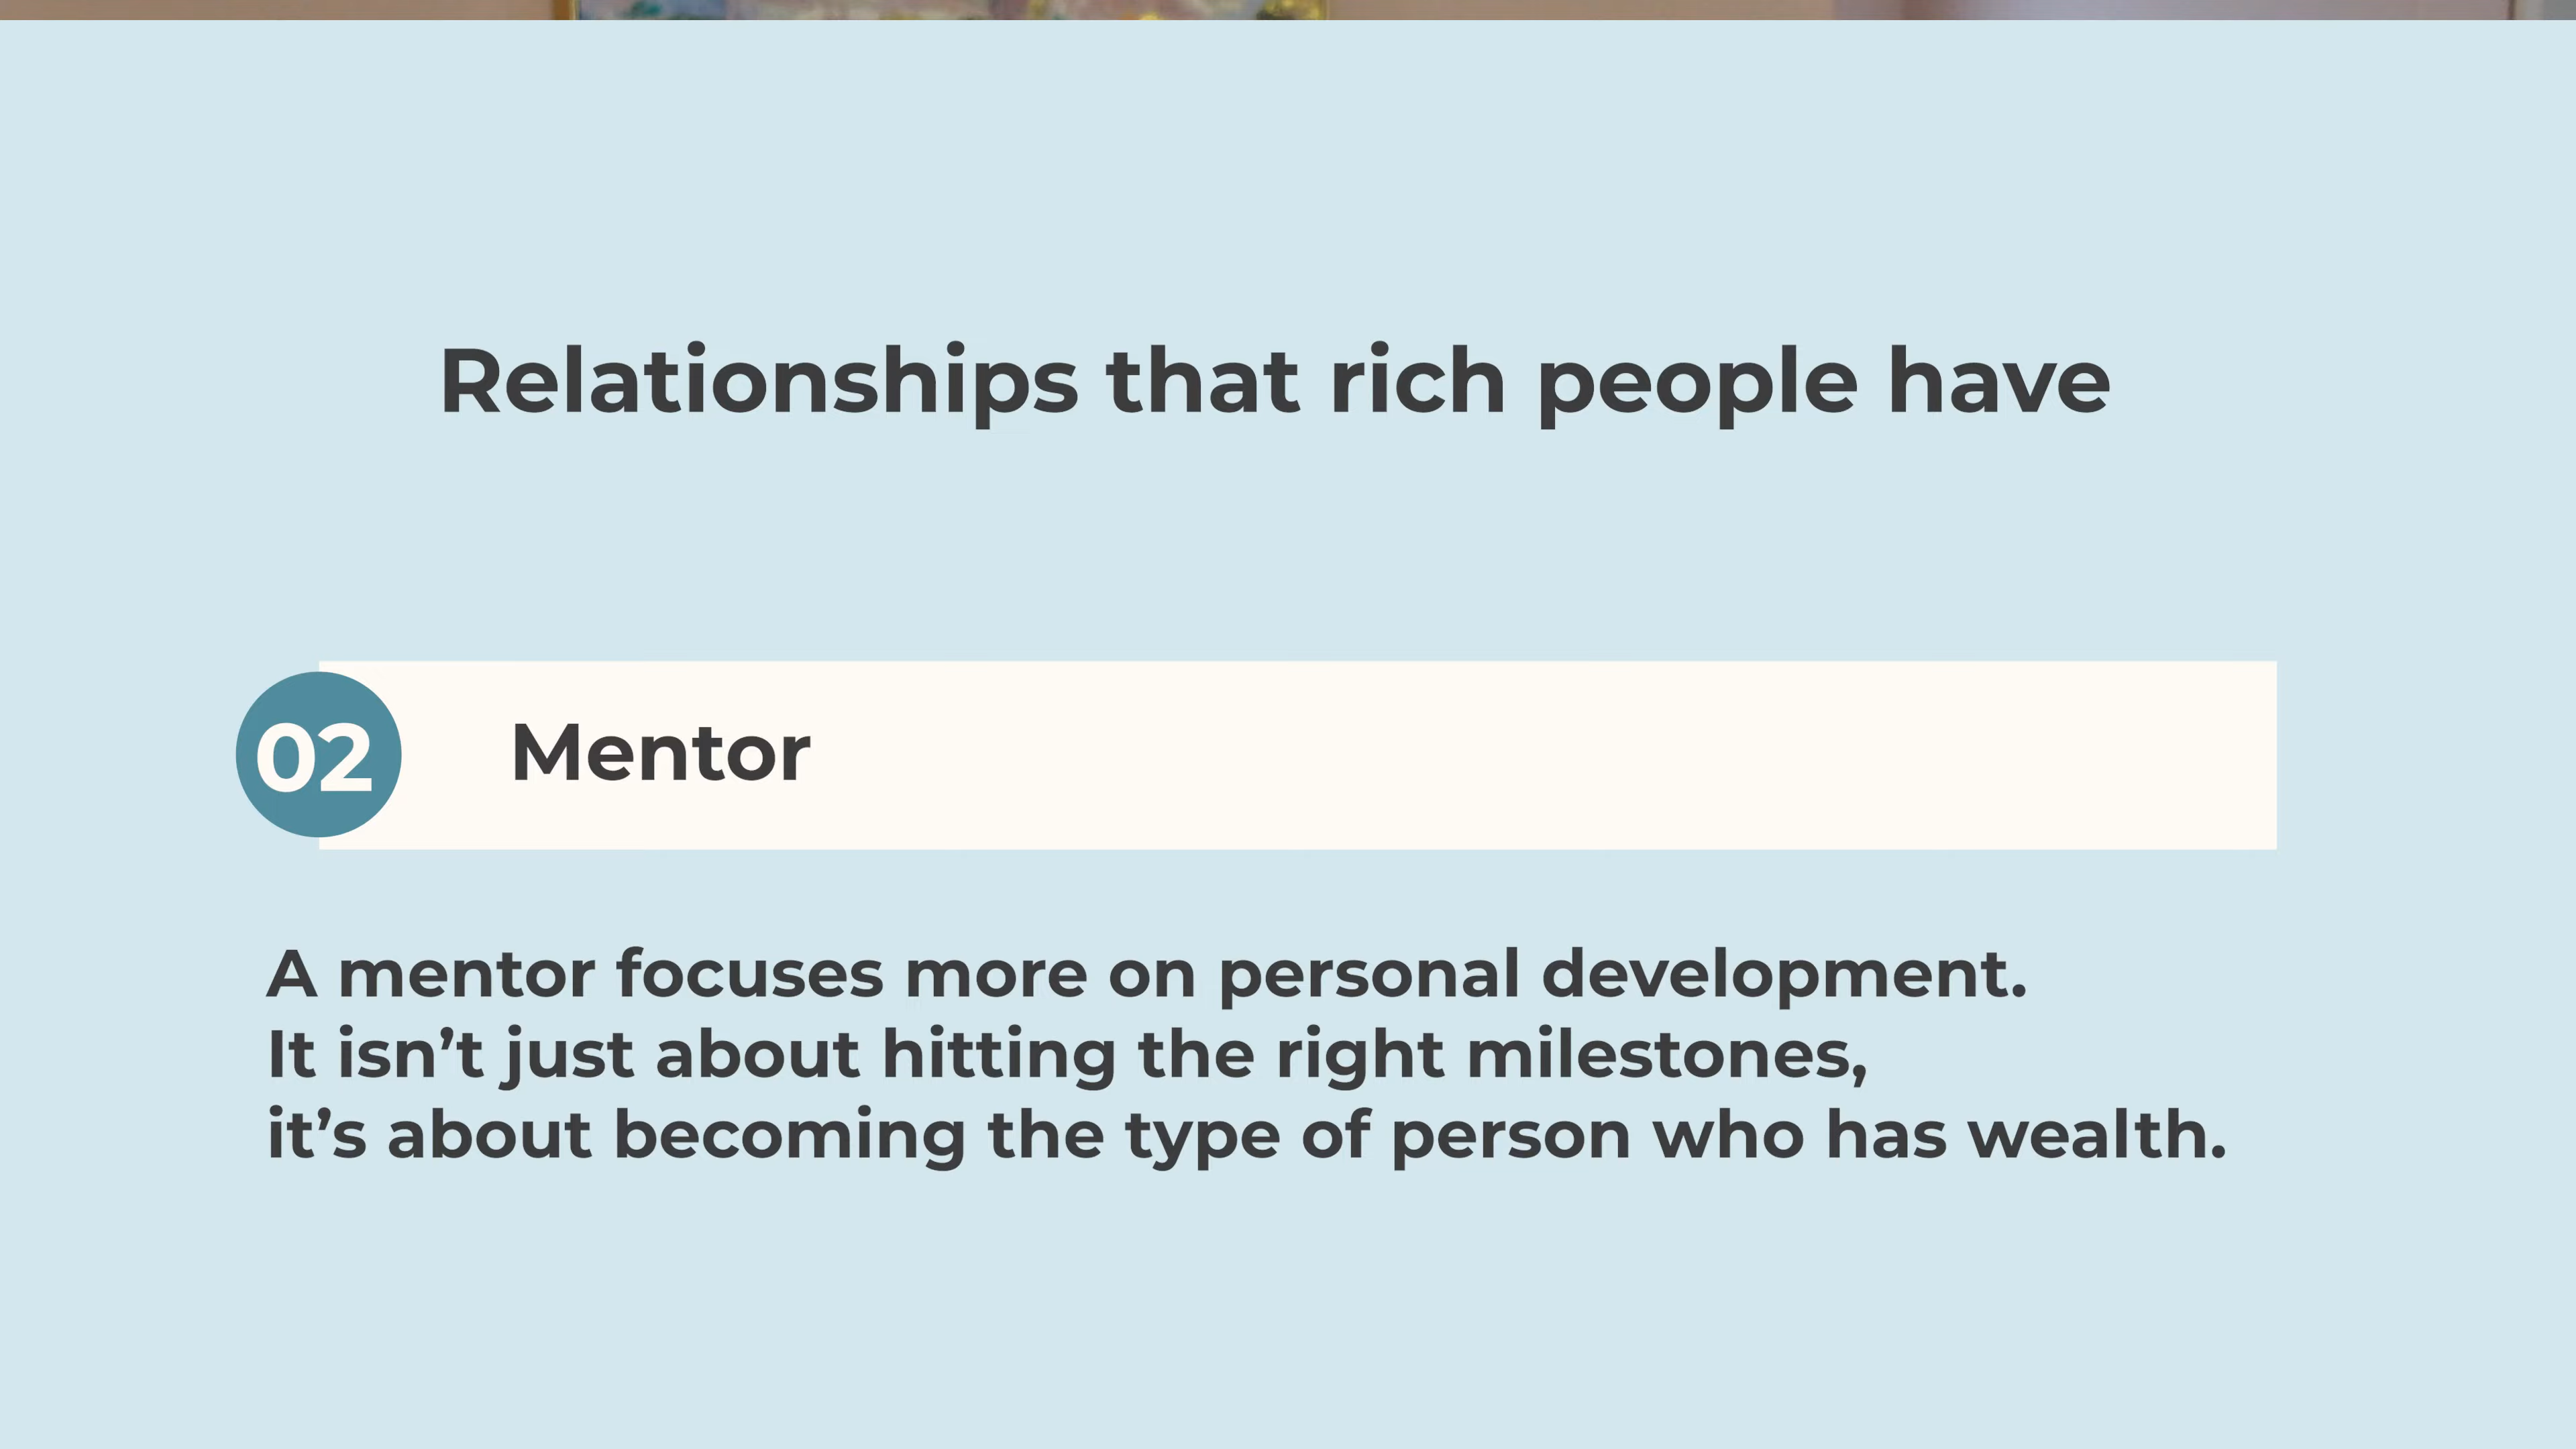 Relationships that rich people have
02 Mentor
A mentor focuses more on personal development.
It isn’t just about hitting the right milestones,
it’s about becoming the type of person who has wealth.